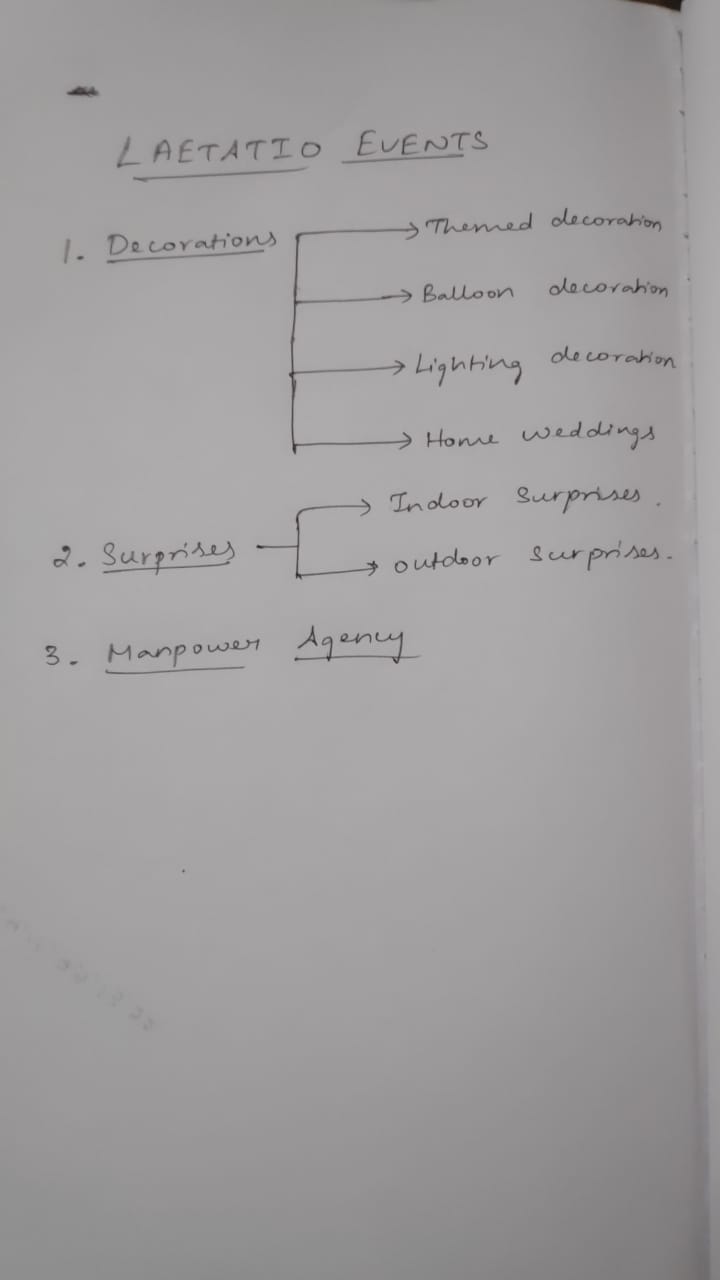 LAETATIO EVENTS
1. Decorations → Themed decoration
→ Balloon decoration
→ Lighting decoration
→ Home weddings
2. Surprises → Indoor Surprises.
→ outdoor surprises.
3. Manpower Agency